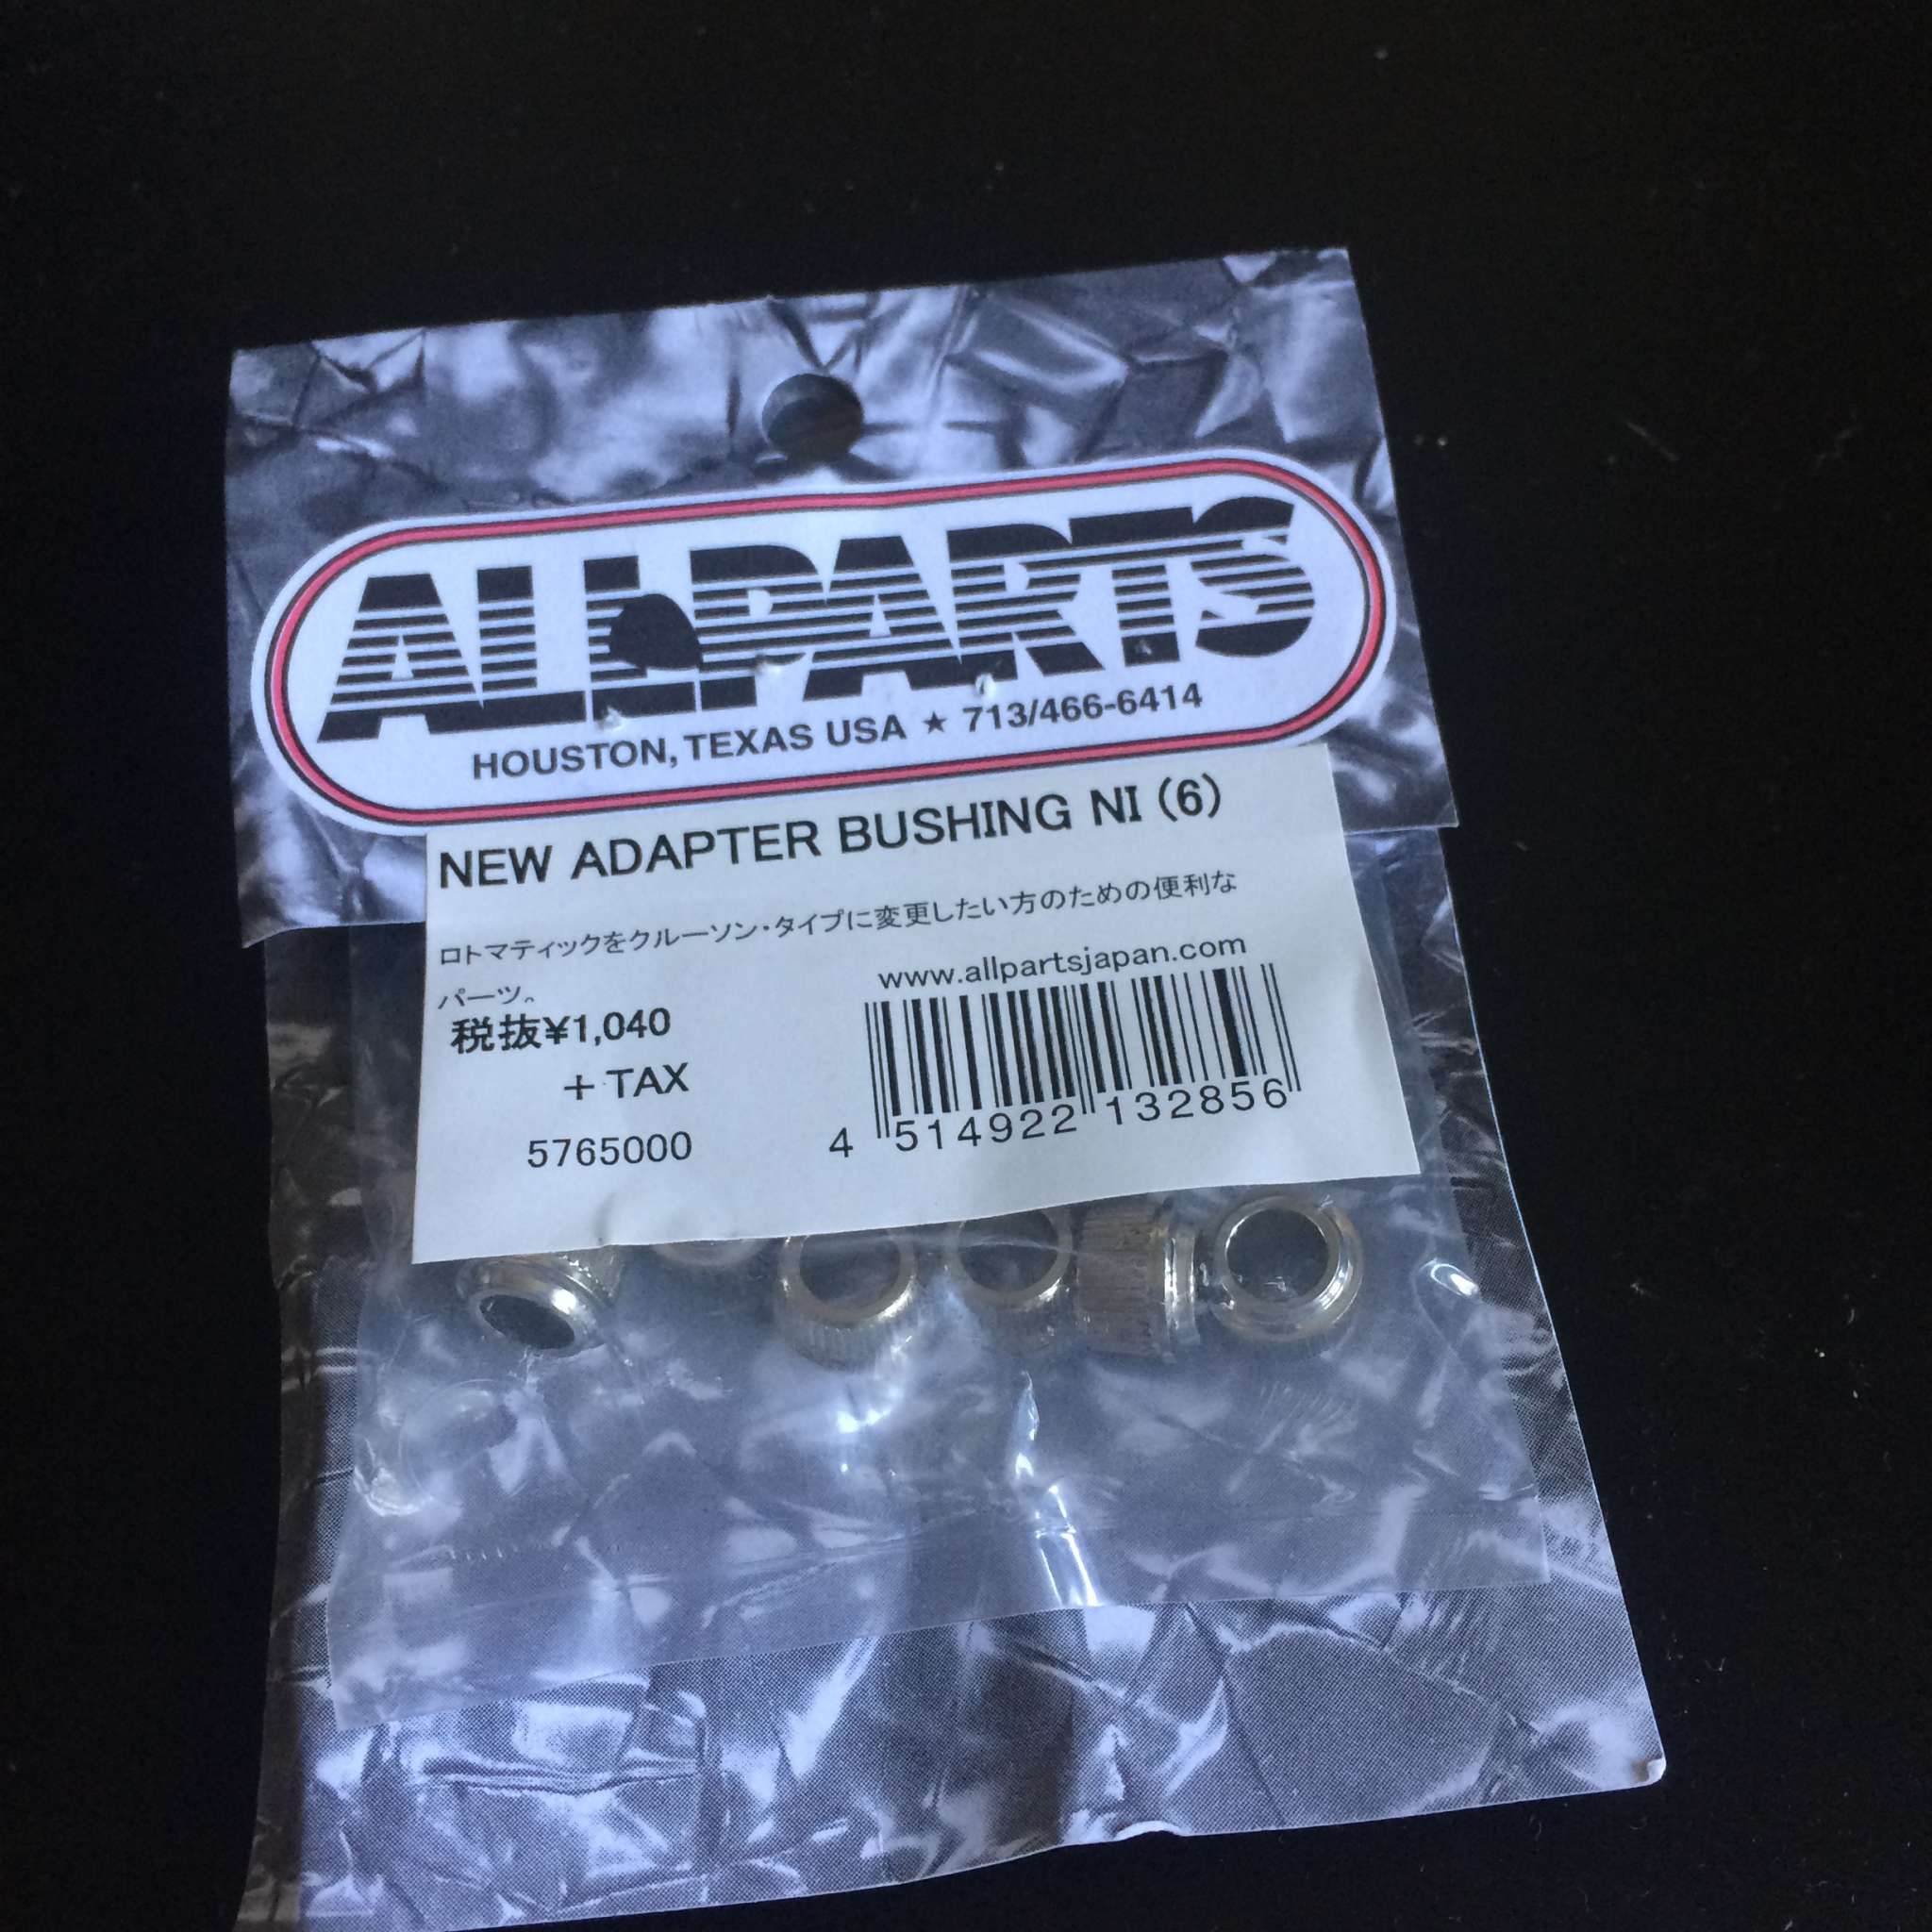 ALLPARTS
HOUSTON, TEXAS USA ★ 713/466-6414
NEW ADAPTER BUSHING NI (6)
ロトマティックをクルーソン・タイプに変更したい方のための便利な
パーツ。
www.allpartsjapan.com
税抜¥1,040
+ TAX
5765000
4 514922 132856